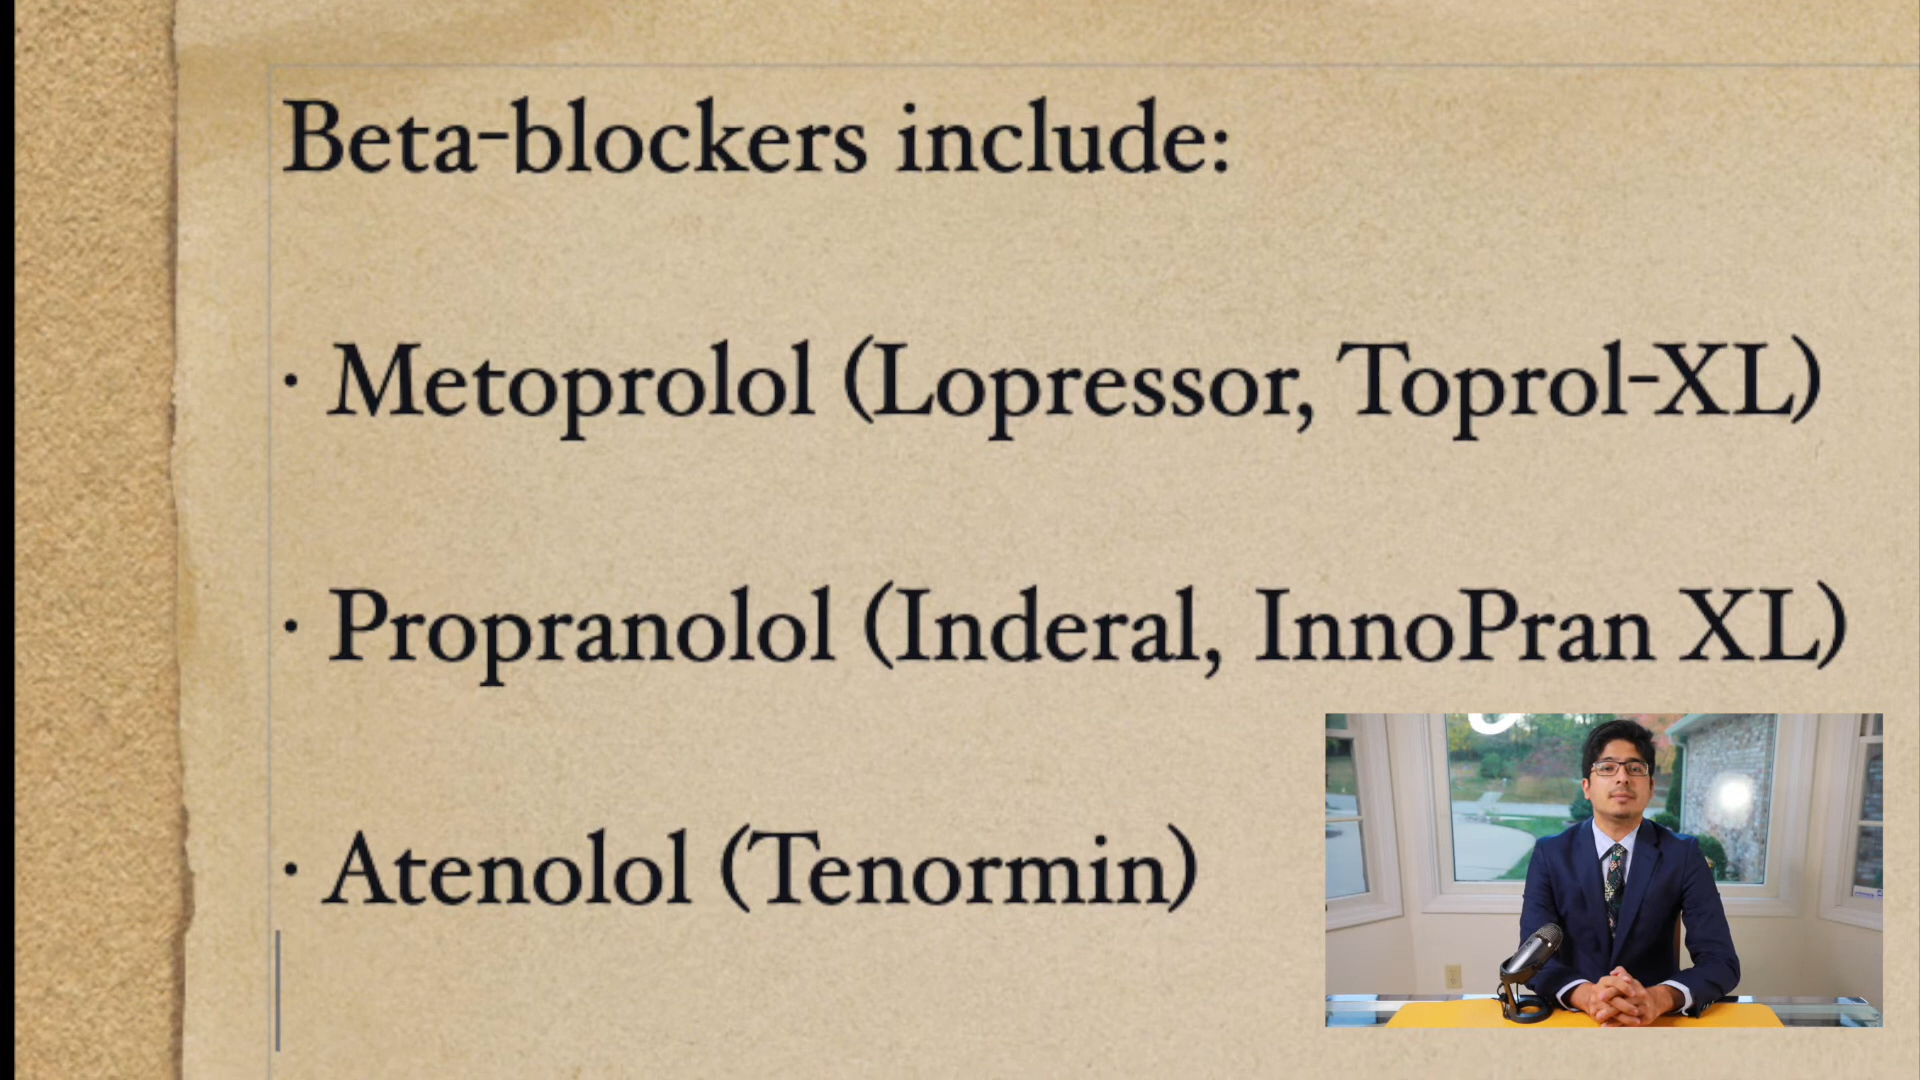 Beta-blockers include:
· Metoprolol (Lopressor, Toprol-XL)
· Propranolol (Inderal, InnoPran XL)
· Atenolol (Tenormin)